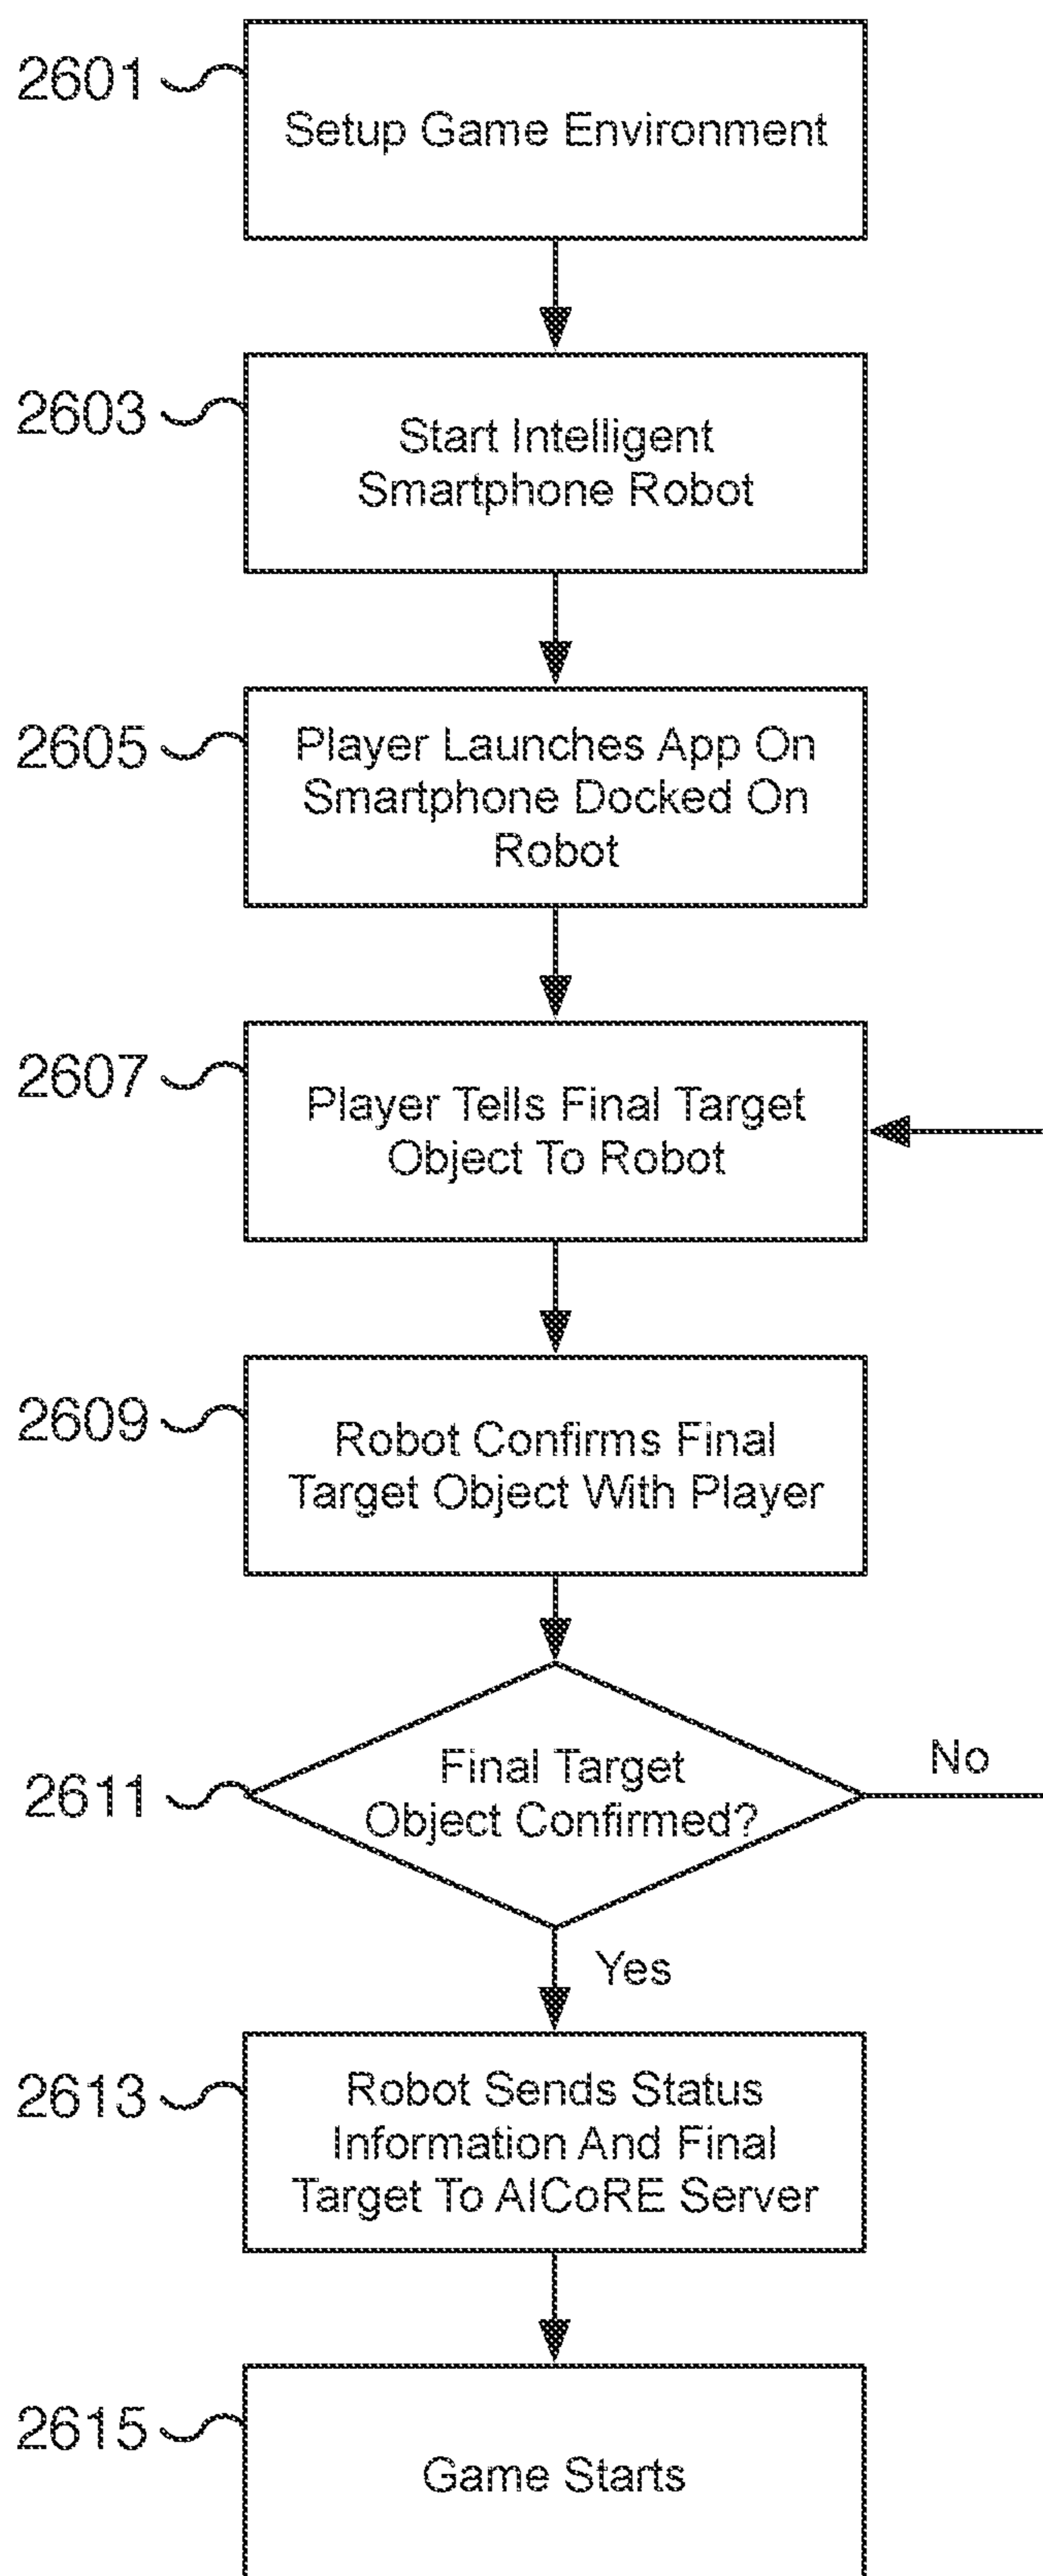 2601
Setup Game Environment
2603
Start Intelligent
Smartphone Robot
2605
Player Launches App On
Smartphone Docked On
Robot
2607
Player Tells Final Target
Object To Robot
2609
Robot Confirms Final
Target Object With Player
2611
Final Target
Object Confirmed?
No
Yes
2613
Robot Sends Status
Information And Final
Target To AICoRE Server
2615
Game Starts